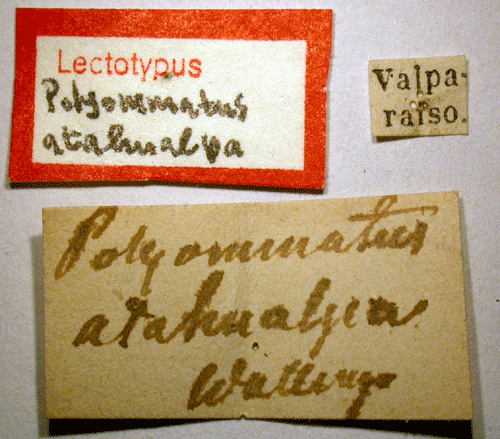 Lectotypus
Polyommatus
atahualpa
Valpa-
raiso.
Polyommatus
atahualpa
Wallengr